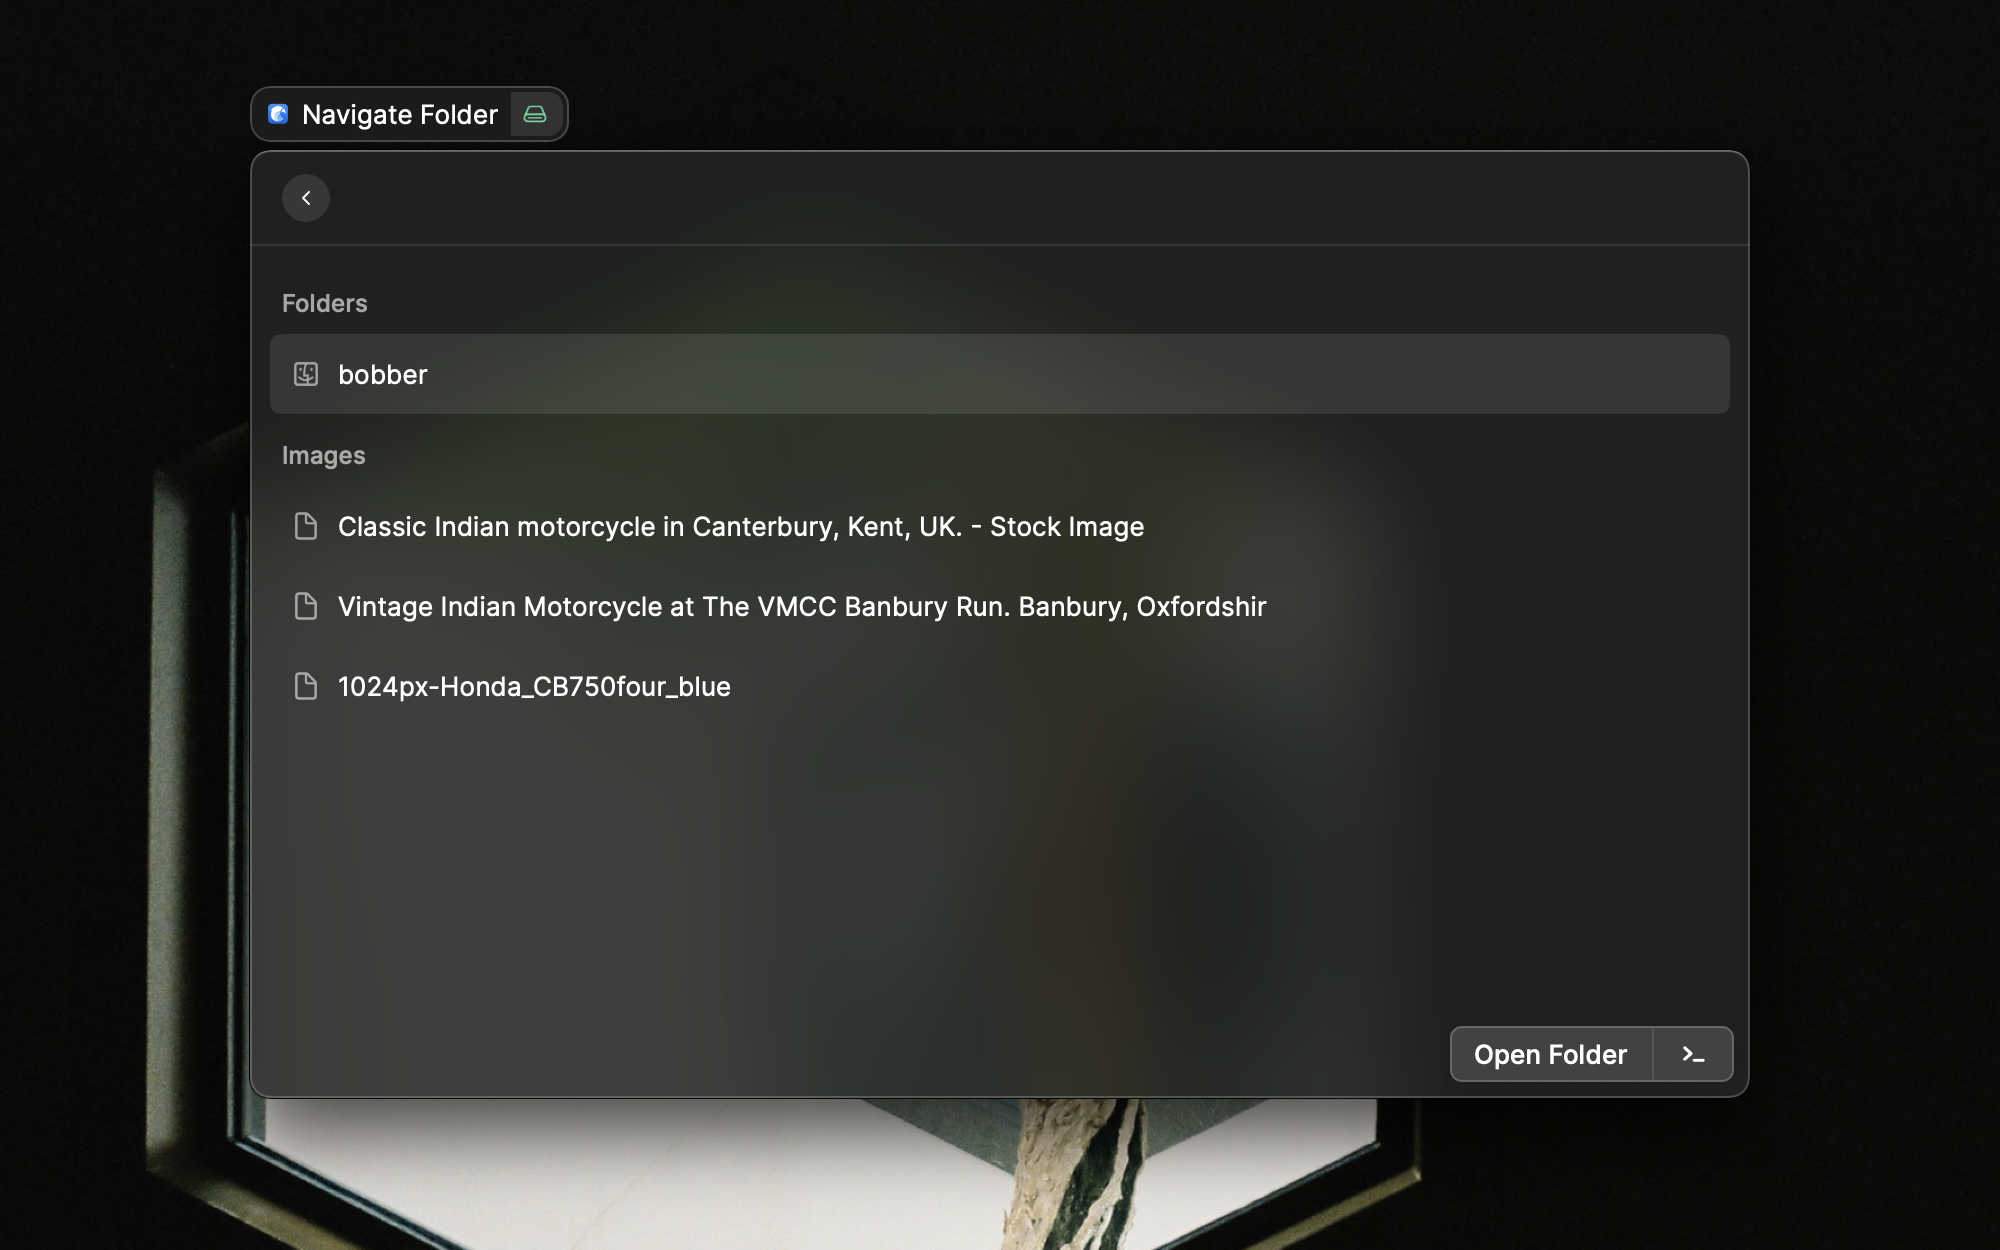 Navigate Folder
Folders
bobber
Images
Classic Indian motorcycle in Canterbury, Kent, UK. - Stock Image
Vintage Indian Motorcycle at The VMCC Banbury Run. Banbury, Oxfordshir
1024px-Honda_CB750four_blue
Open Folder